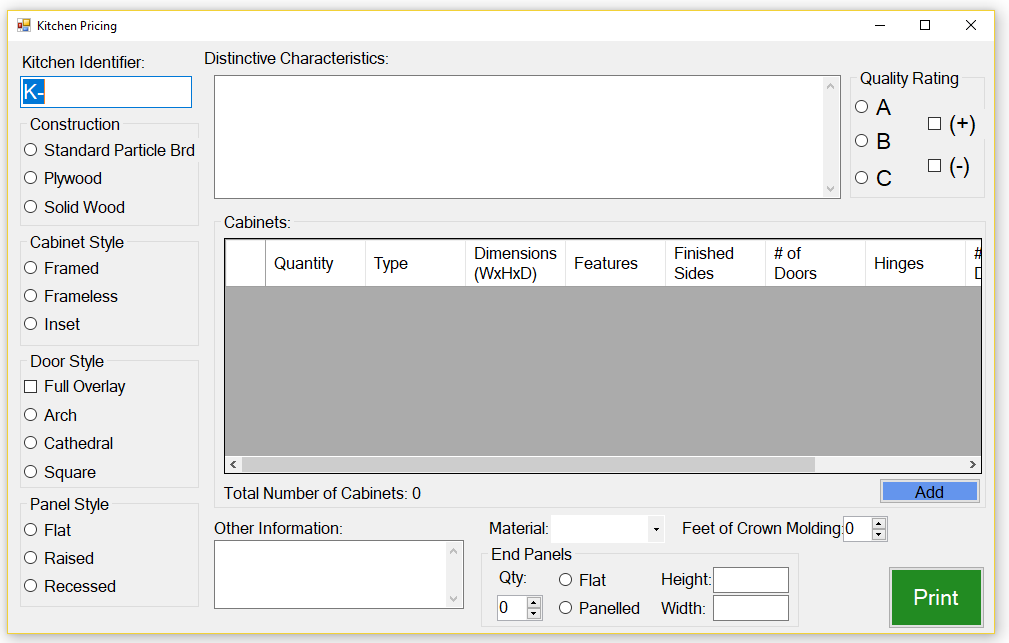 Kitchen Pricing
Kitchen Identifier:
K-
Distinctive Characteristics:
Quality Rating
A
B
C
(+)
(-)
Construction
Standard Particle Brd
Plywood
Solid Wood
Cabinet Style
Framed
Frameless
Inset
Door Style
Full Overlay
Arch
Cathedral
Square
Panel Style
Flat
Raised
Recessed
Cabinets:
Quantity
Type
Dimensions
(WxHxD)
Features
Finished
Sides
# of
Doors
Hinges
#
Total Number of Cabinets: 0
Add
Other Information:
Material:
Feet of Crown Molding:
0
End Panels
Qty:
0
Flat
Panelled
Height:
Width:
Print